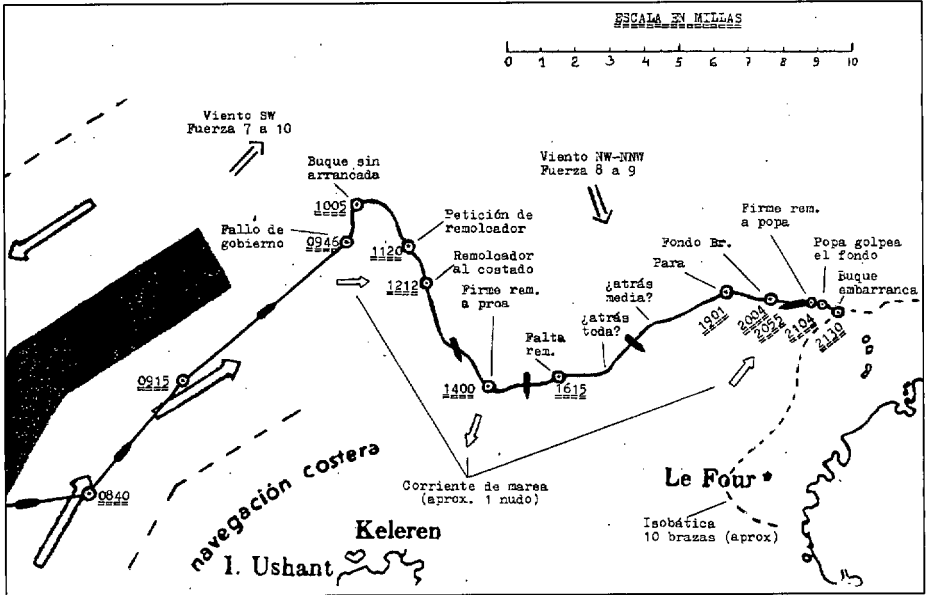 ESCALA EN MILLAS
0 1 2 3 4 5 6 7 8 9 10
Viento SW
Fuerza 7 a 10
Buque sin
arrancada
1005
Fallo de
gobierno
0946
Petición de
remolcador
1120
Remolcador
al costado
1212
Firme rem.
a proa
1400
Viento NW-NNW
Fuerza 8 a 9
Falta
rem.
1615
¿atrás
toda?
¿atrás
media?
Para
1901
Fondo Br.
2004
2055
Firme rem.
a popa
2104
Popa golpea
el fondo
Buque
embarranca
2110
0915
0840
Corriente de marea
(aprox. 1 nudo)
navegación costera
Keleren
I. Ushant
Le Four
Isobática
10 brazas (aprox)